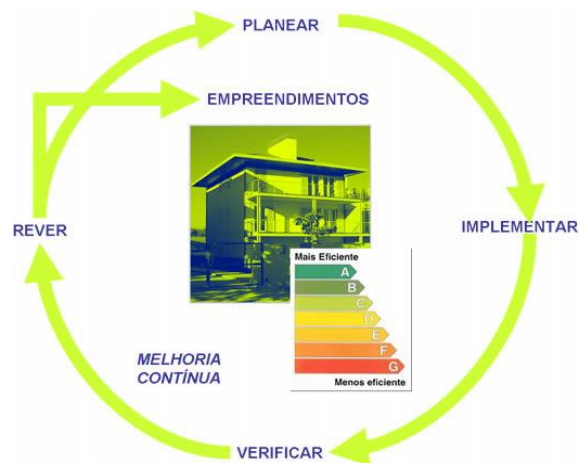 PLANEAR
EMPREENDIMENTOS
REVER
IMPLEMENTAR
Mais Eficiente
A
B
C
D
E
F
G
Menos eficiente
MELHORIA
CONTÍNUA
VERIFICAR